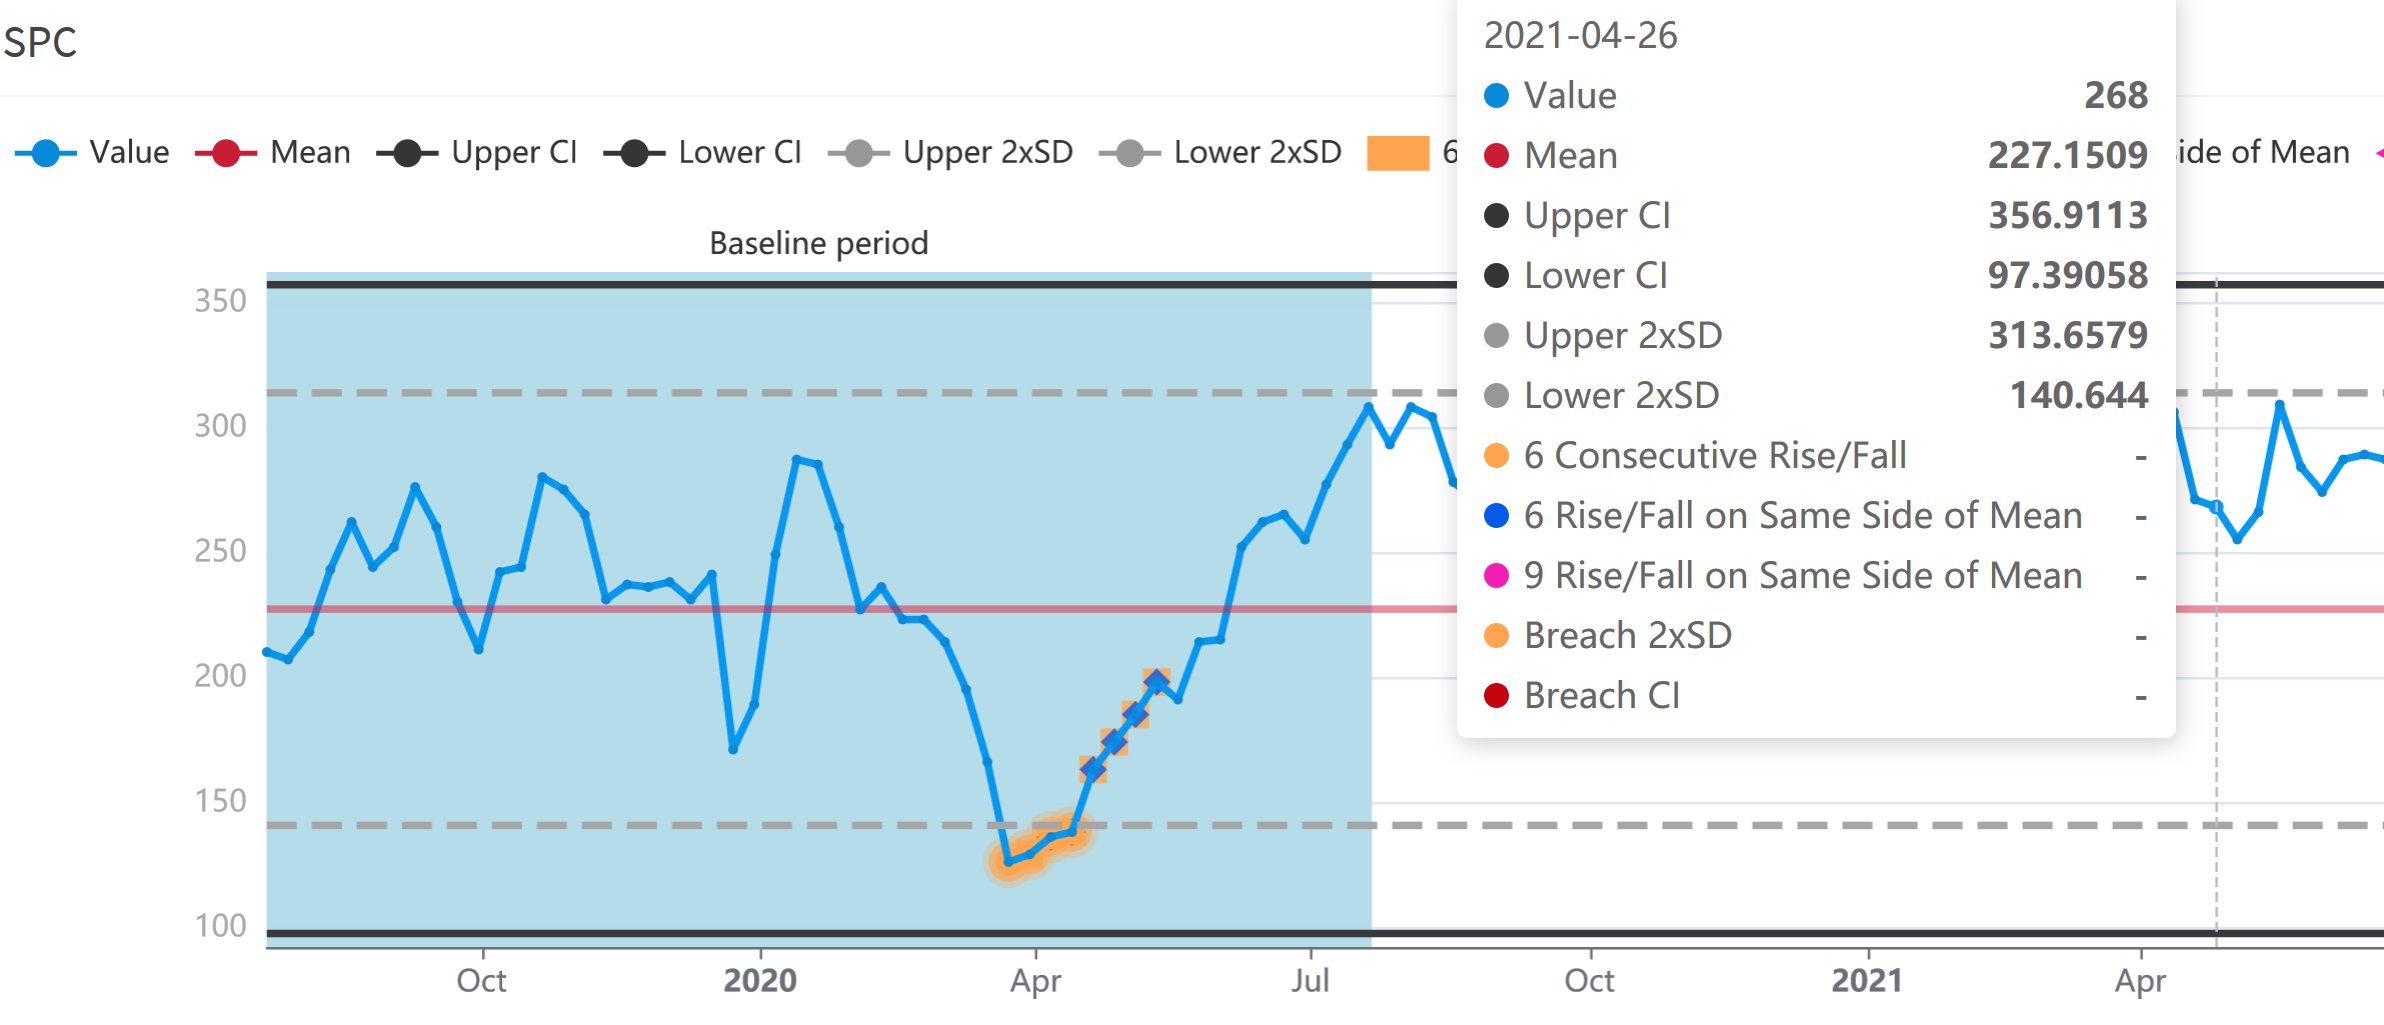 SPC
2021-04-26
Value 268
Mean 227.1509
Upper CI 356.9113
Lower CI 97.39058
Upper 2xSD 313.6579
Lower 2xSD 140.644
6 Consecutive Rise/Fall -
6 Rise/Fall on Same Side of Mean -
9 Rise/Fall on Same Side of Mean -
Breach 2xSD -
Breach CI -
Value Mean Upper CI Lower CI Upper 2xSD Lower 2xSD 6 ide of Mean
Baseline period
350
300
250
200
150
100
Oct 2020 Apr Jul Oct 2021 Apr